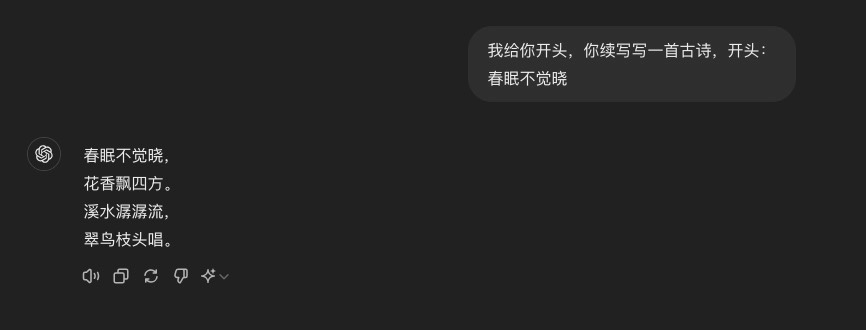 我给你开头，你续写写一首古诗，开头：
春眠不觉晓
春眠不觉晓，
花香飘四方。
溪水潺潺流，
翠鸟枝头唱。